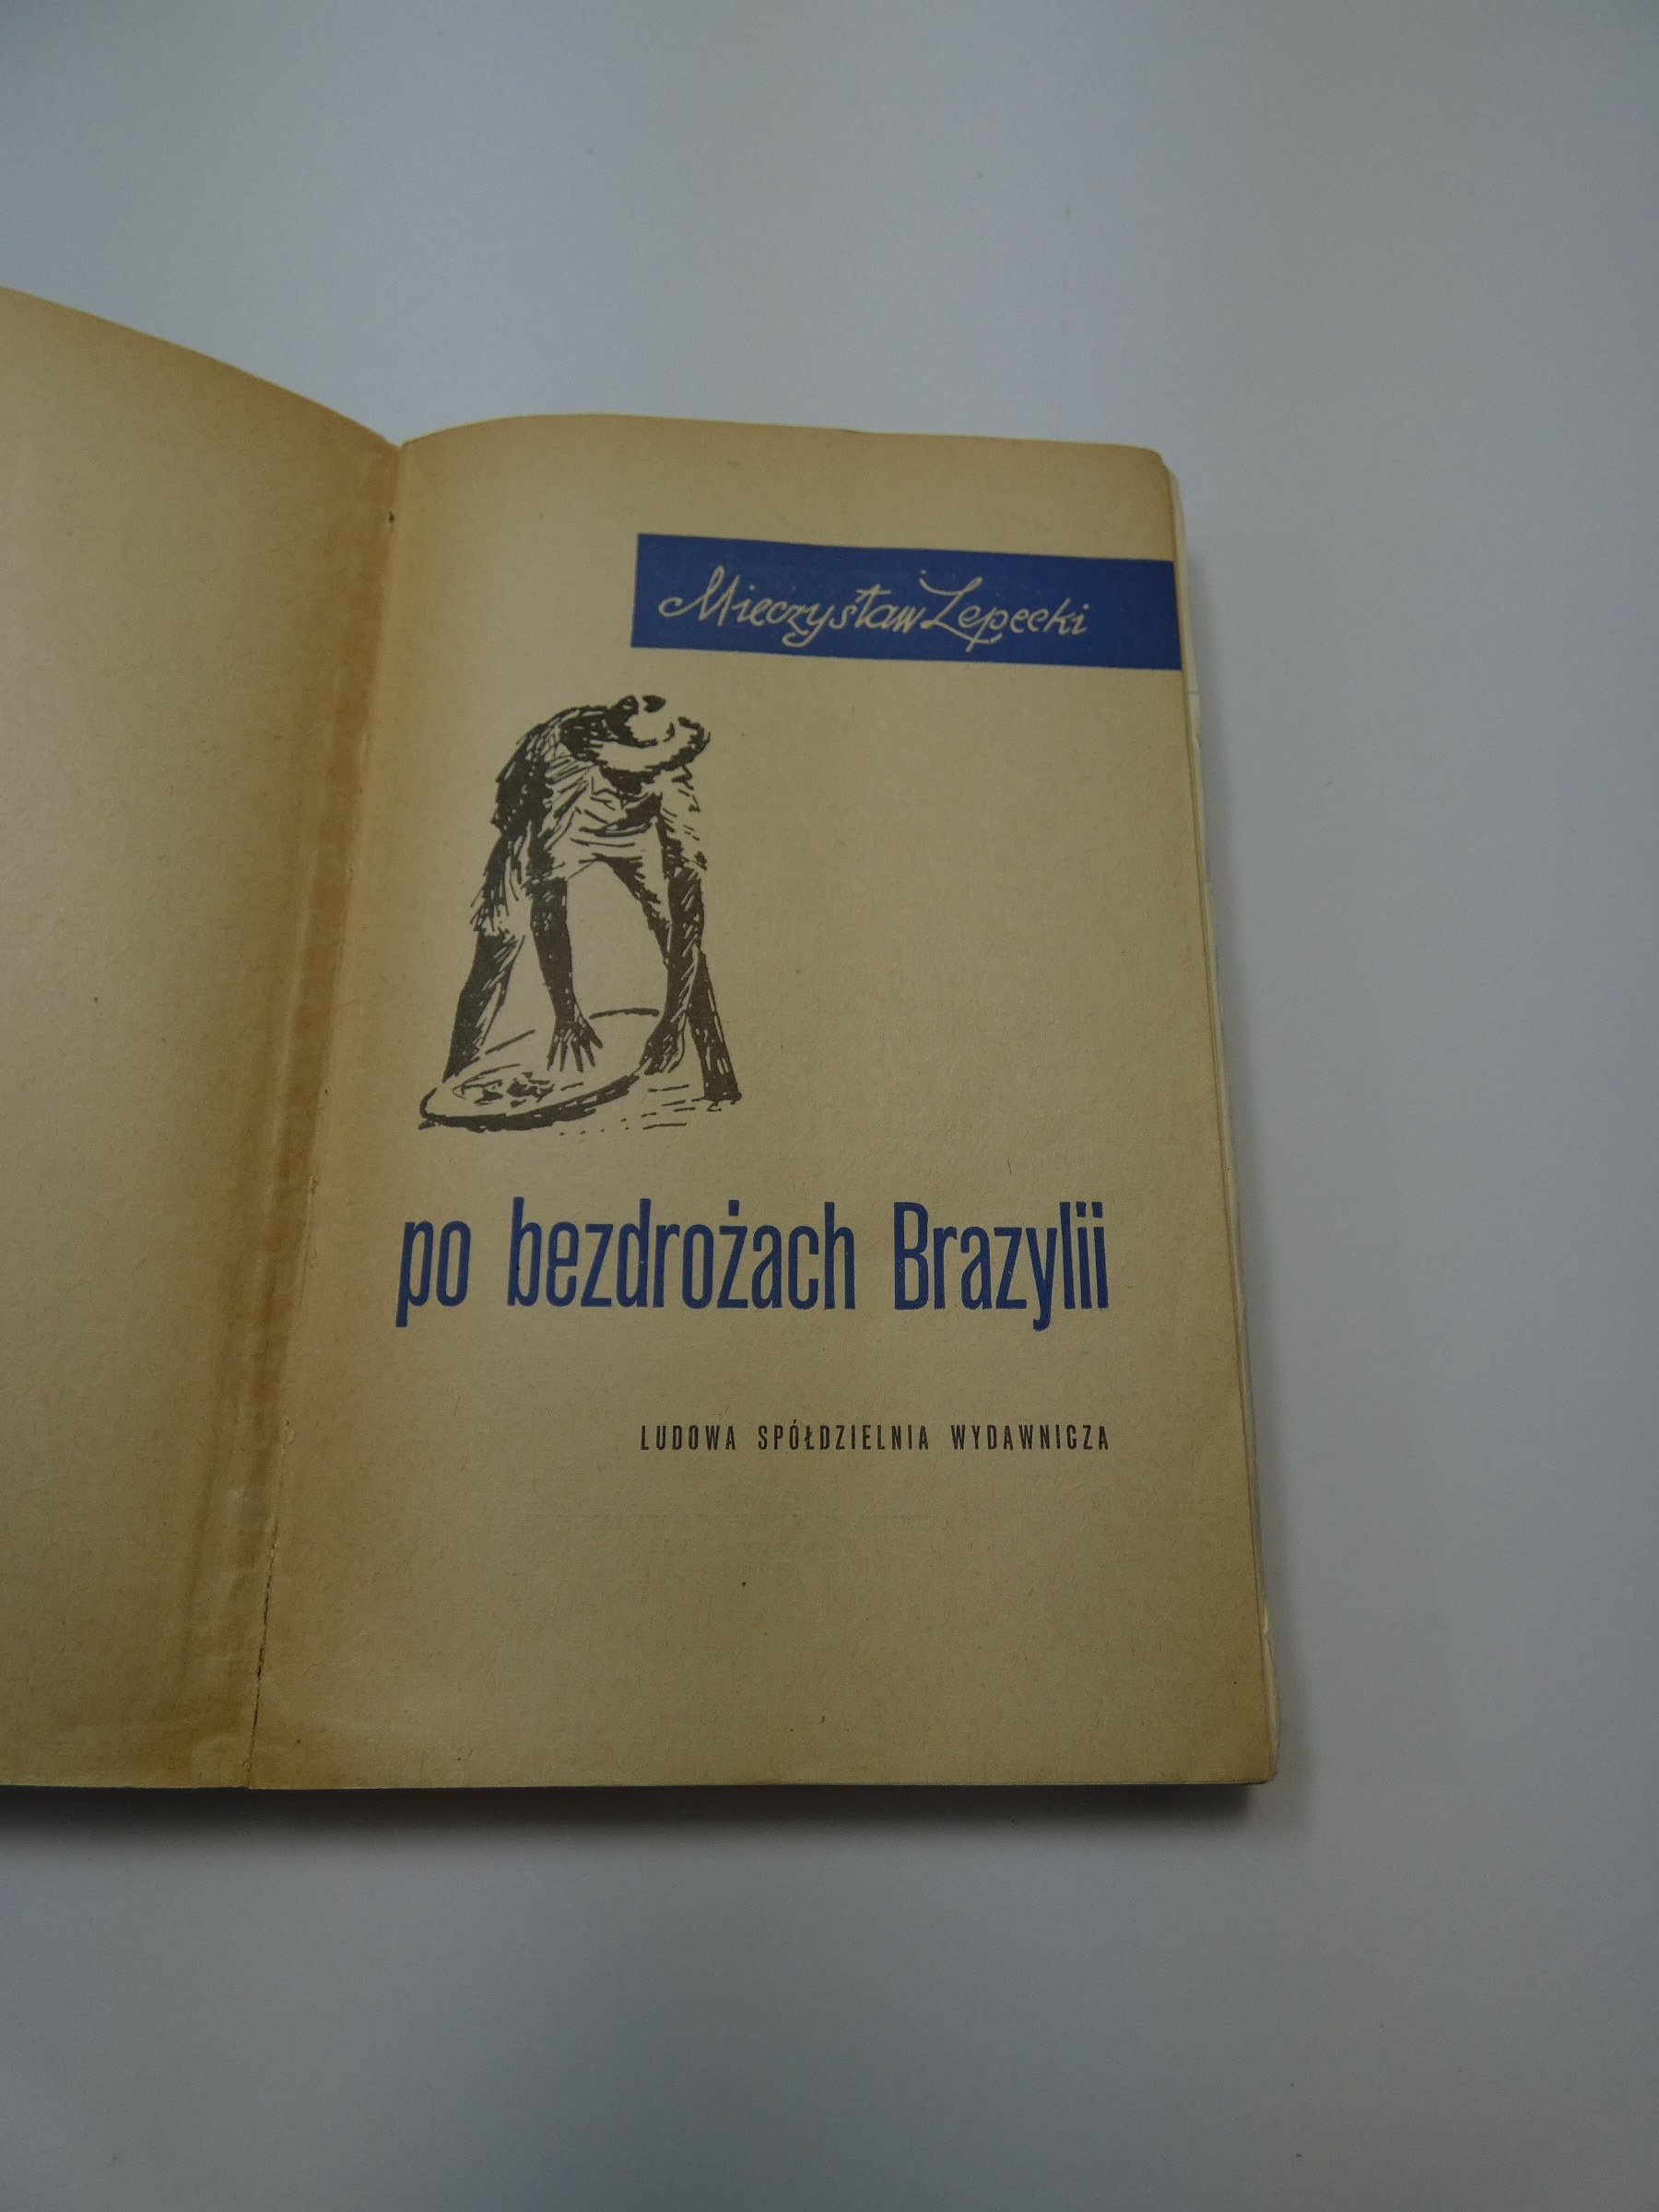 Mieczysław Lepecki
po bezdrożach Brazylii
LUDOWA SPÓŁDZIELNIA WYDAWNICZA